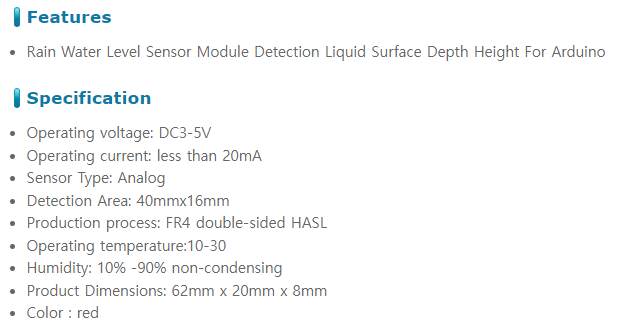 Features
Rain Water Level Sensor Module Detection Liquid Surface Depth Height For Arduino
Specification
Operating voltage: DC3-5V
Operating current: less than 20mA
Sensor Type: Analog
Detection Area: 40mmx16mm
Production process: FR4 double-sided HASL
Operating temperature:10-30
Humidity: 10% -90% non-condensing
Product Dimensions: 62mm x 20mm x 8mm
Color : red